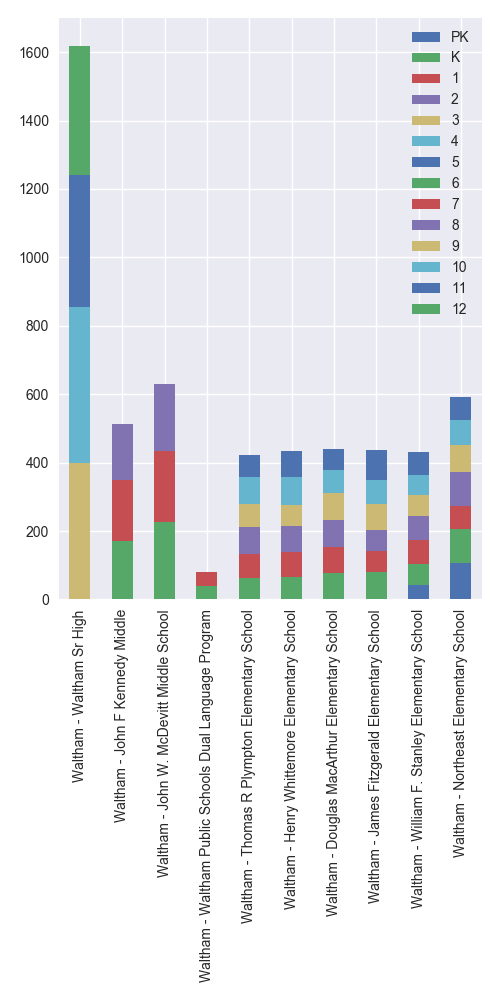 1600
1400
1200
1000
800
600
400
200
0
PK
K
1
2
3
4
5
6
7
8
9
10
11
12
Waltham - Waltham Sr High
Waltham - John F Kennedy Middle
Waltham - John W. McDevitt Middle School
Waltham - Waltham Public Schools Dual Language Program
Waltham - Thomas R Plympton Elementary School
Waltham - Henry Whittemore Elementary School
Waltham - Douglas MacArthur Elementary School
Waltham - James Fitzgerald Elementary School
Waltham - William F. Stanley Elementary School
Waltham - Northeast Elementary School